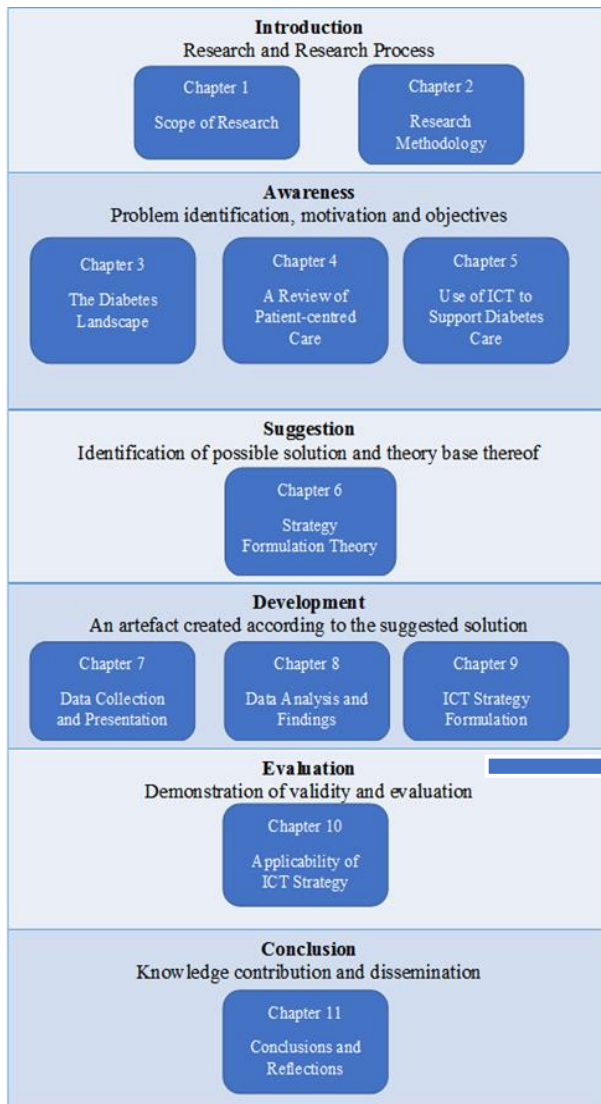 Introduction
Research and Research Process
Chapter 1
Scope of Research
Chapter 2
Research
Methodology
Awareness
Problem identification, motivation and objectives
Chapter 3
The Diabetes
Landscape
Chapter 4
A Review of
Patient-centred
Care
Chapter 5
Use of ICT to
Support Diabetes
Care
Suggestion
Identification of possible solution and theory base thereof
Chapter 6
Strategy
Formulation Theory
Development
An artefact created according to the suggested solution
Chapter 7
Data Collection
and Presentation
Chapter 8
Data Analysis and
Findings
Chapter 9
ICT Strategy
Formulation
Evaluation
Demonstration of validity and evaluation
Chapter 10
Applicability of
ICT Strategy
Conclusion
Knowledge contribution and dissemination
Chapter 11
Conclusions and
Reflections